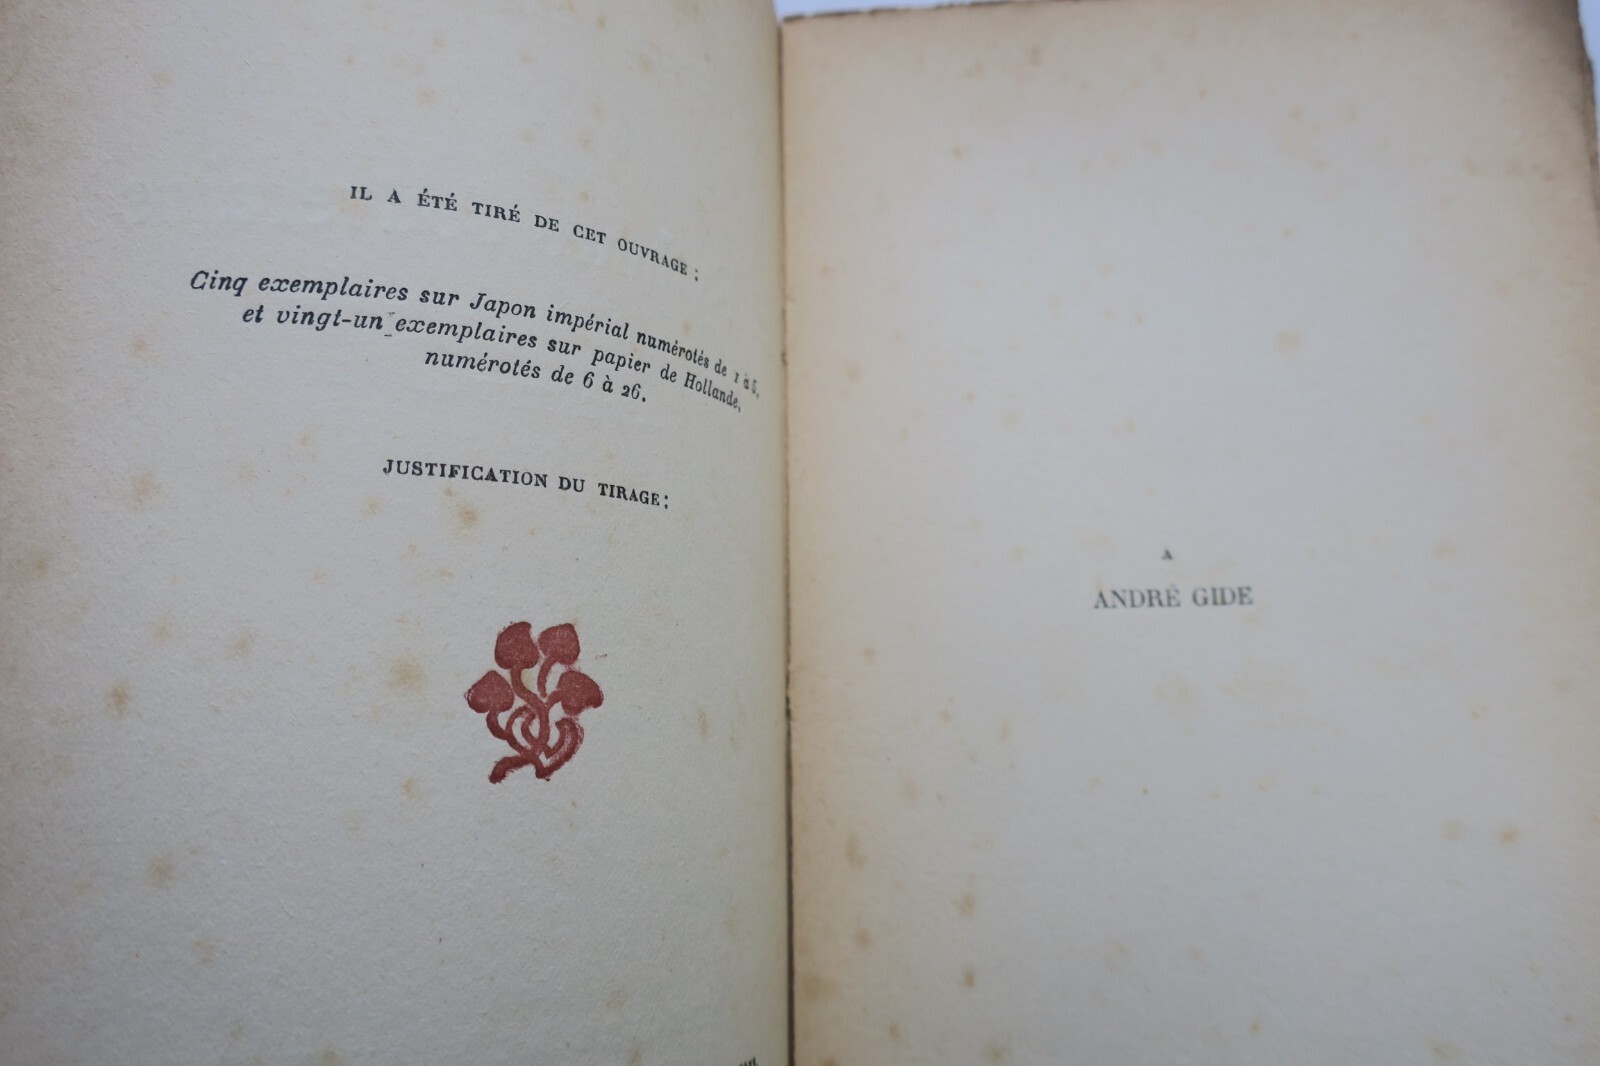 IL A ÉTÉ TIRÉ DE CET OUVRAGE :
Cinq exemplaires sur Japon impérial numérotés de 1 à 5,
et vingt-un exemplaires sur papier de Hollande,
numérotés de 6 à 26.
JUSTIFICATION DU TIRAGE :
A
ANDRÉ GIDE